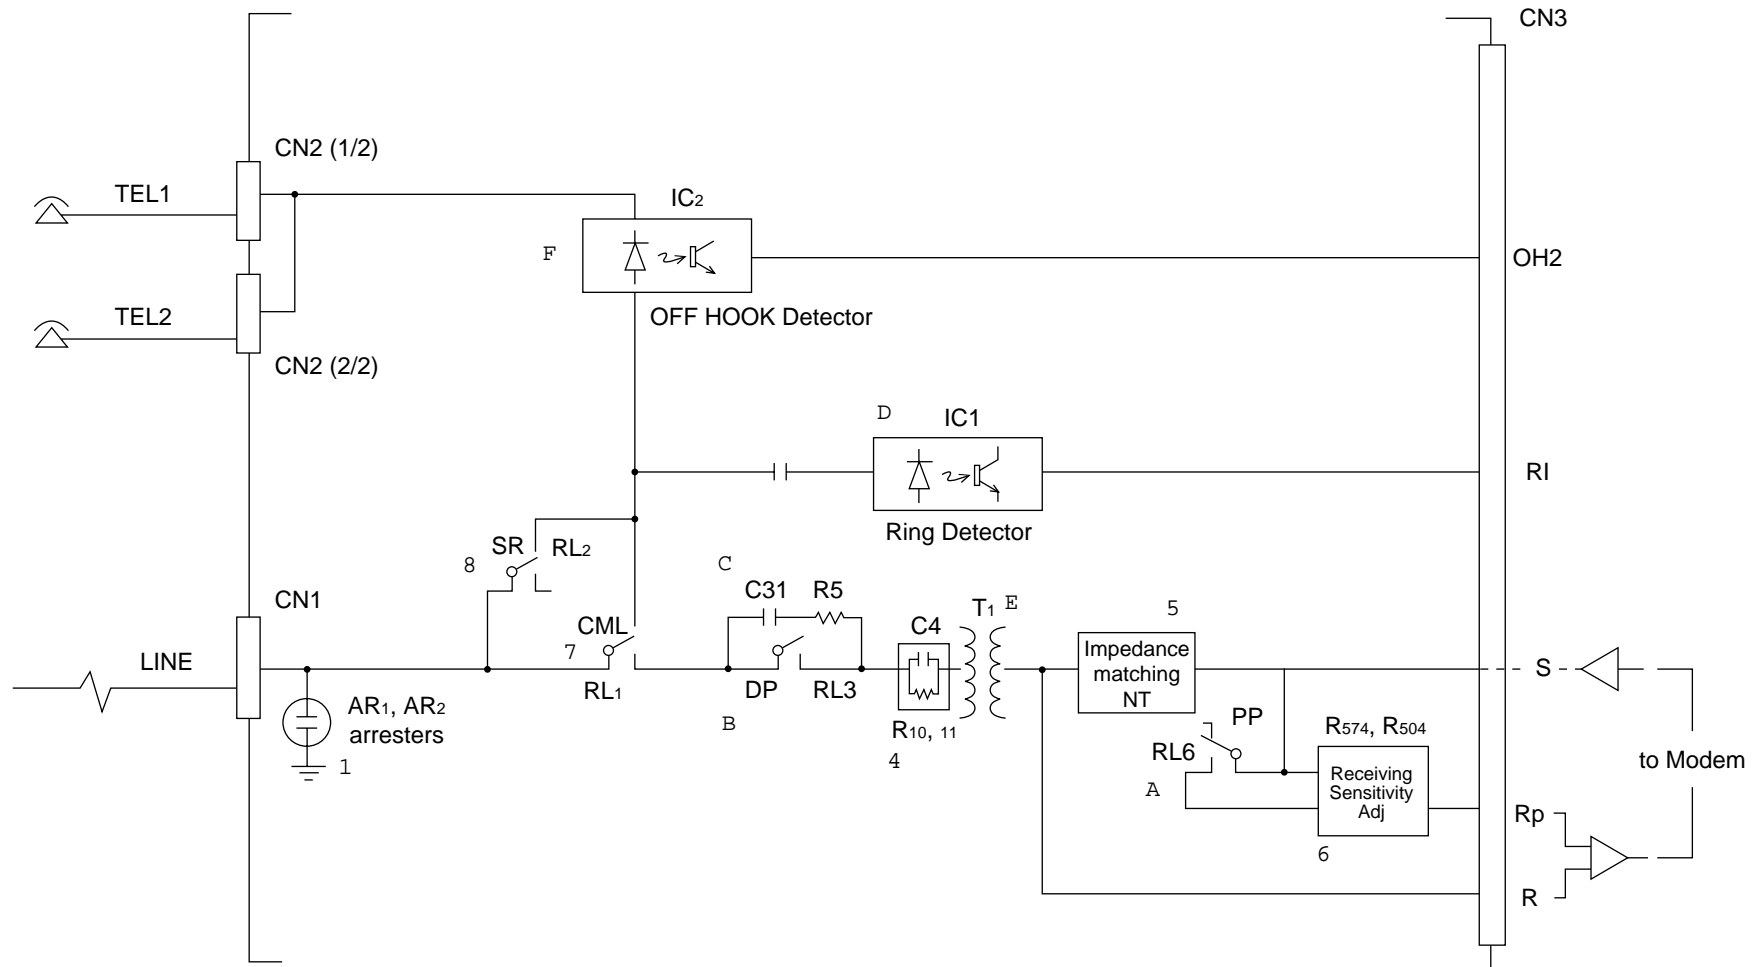 CN3
CN2 (1/2)
TEL1
IC2
F
OH2
TEL2
OFF HOOK Detector
CN2 (2/2)
D
IC1
RI
Ring Detector
SR
RL2
8
C
CN1
C31
R5
T1
E
5
CML
C4
7
LINE
Impedance
matching
NT
S
RL1
DP
RL3
AR1, AR2
arresters
B
R10, 11
PP
R574, R504
1
4
RL6
to Modem
Receiving
Sensitivity
Adj
A
Rp
6
R